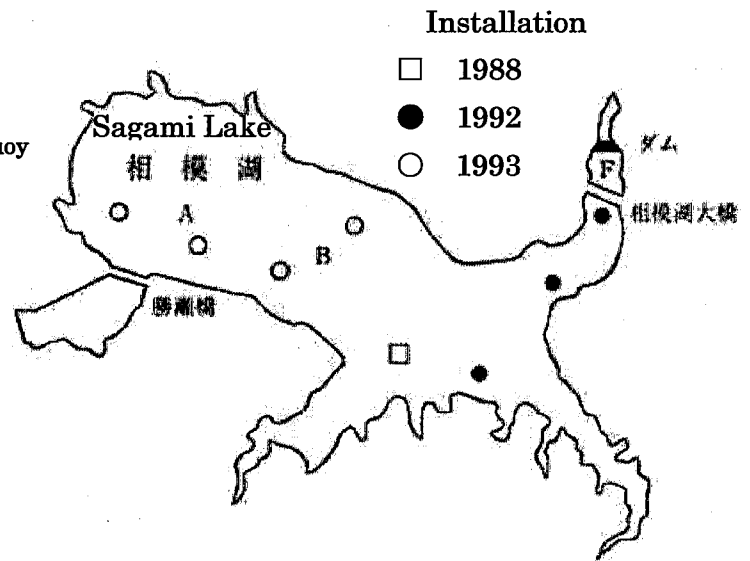 Installation
□ 1988
● 1992
○ 1993
uoy
Sagami Lake
相模湖
A
B
F
ダム
相模湖大橋
勝瀬橋